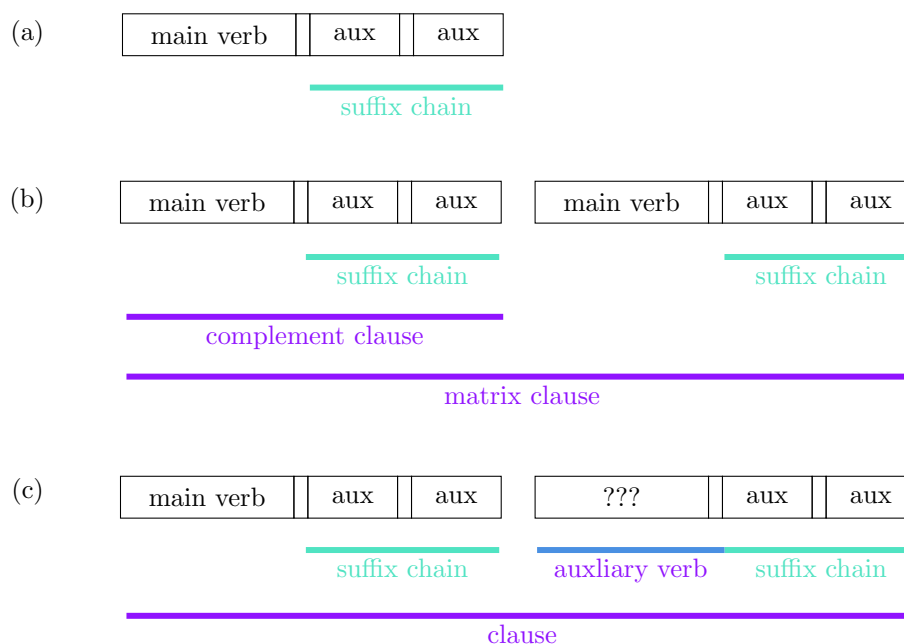 (a) main verb aux aux
suffix chain
(b) main verb aux aux main verb aux aux
suffix chain suffix chain
complement clause
matrix clause
(c) main verb aux aux ??? aux aux
suffix chain auxliary verb suffix chain
clause